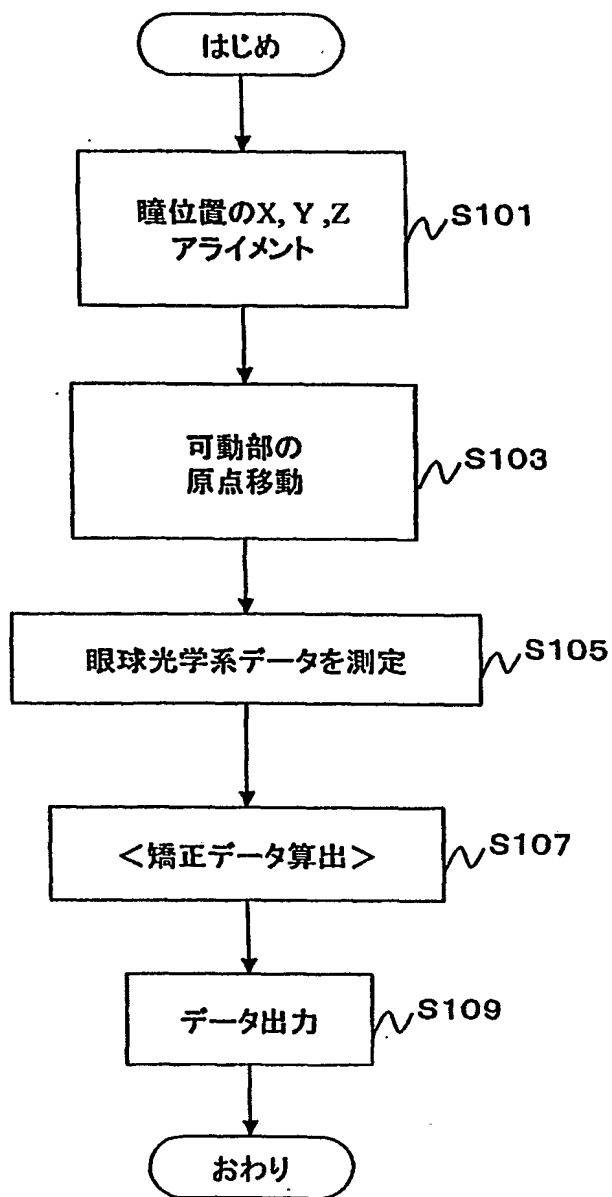 はじめ
瞳位置のX, Y ,Z
アライメント
S101
可動部の
原点移動
S103
眼球光学系データを測定
S105
＜矯正データ算出＞
S107
データ出力
S109
おわり